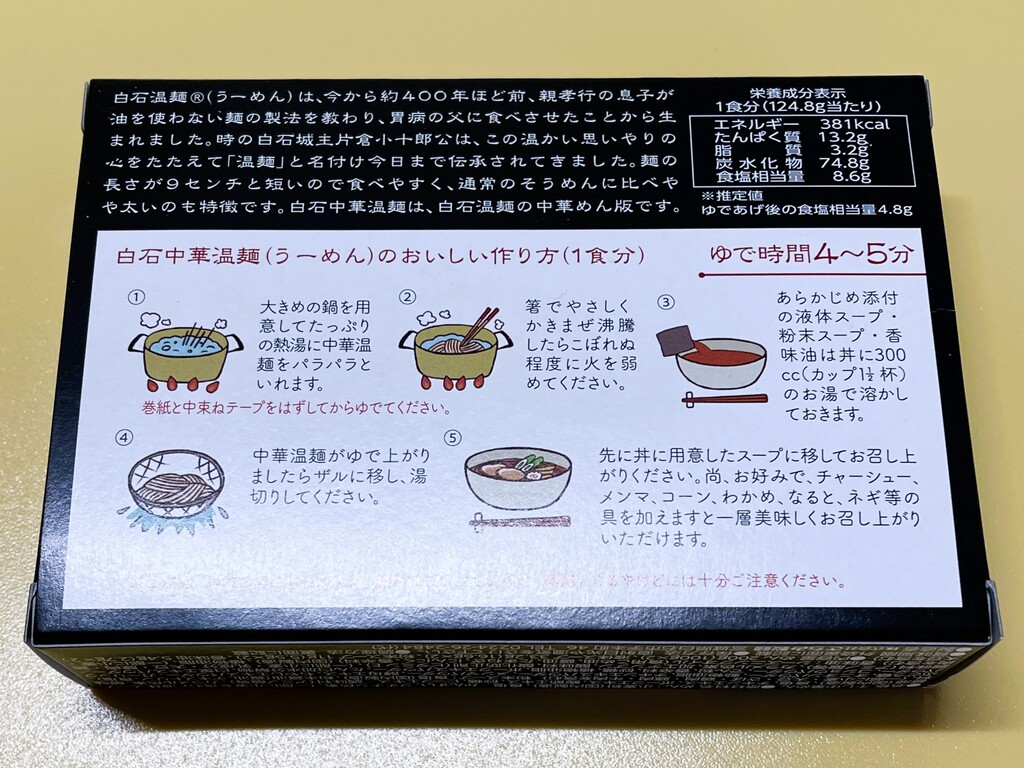 白石温麺®(うーめん)は、今から約400年ほど前、親孝行の息子が
油を使わない麺の製法を教わり、胃病の父に食べさせたことから生
まれました。時の白石城主片倉小十郎公は、この温かい思いやりの
心をたたえて「温麺」と名付け今日まで伝承されてきました。麺の
長さが9センチと短いので食べやすく、通常のそうめんに比べや
や太いのも特徴です。白石中華温麺は、白石温麺の中華めん版です。
栄養成分表示
1食分(124.8g当たり)
エネルギー 381kcal
たんぱく質 13.2g
脂質 3.2g
炭水化物 74.8g
食塩相当量 8.6g
※推定値
ゆであげ後の食塩相当量4.8g
白石中華温麺(うーめん)のおいしい作り方(1食分)
ゆで時間4〜5分
①
大きめの鍋を用
意してたっぷり
の熱湯に中華温
麺をパラパラと
いれます。
巻紙と中束ねテープをはずしてからゆでてください。
②
箸でやさしく
かきまぜ沸騰
したらこぼれぬ
程度に火を弱
めてください。
③
あらかじめ添付
の液体スープ・
粉末スープ・香
味油は丼に300
cc(カップ1½杯)
のお湯で溶かし
ておきます。
④
中華温麺がゆで上がり
ましたらザルに移し、湯
切りしてください。
⑤
先に丼に用意したスープに移してお召し上
がりください。尚、お好みで、チャーシュー、
メンマ、コーン、わかめ、なると、ネギ等の
具を加えますと一層美味しくお召し上がり
いただけます。
には十分ご注意ください。